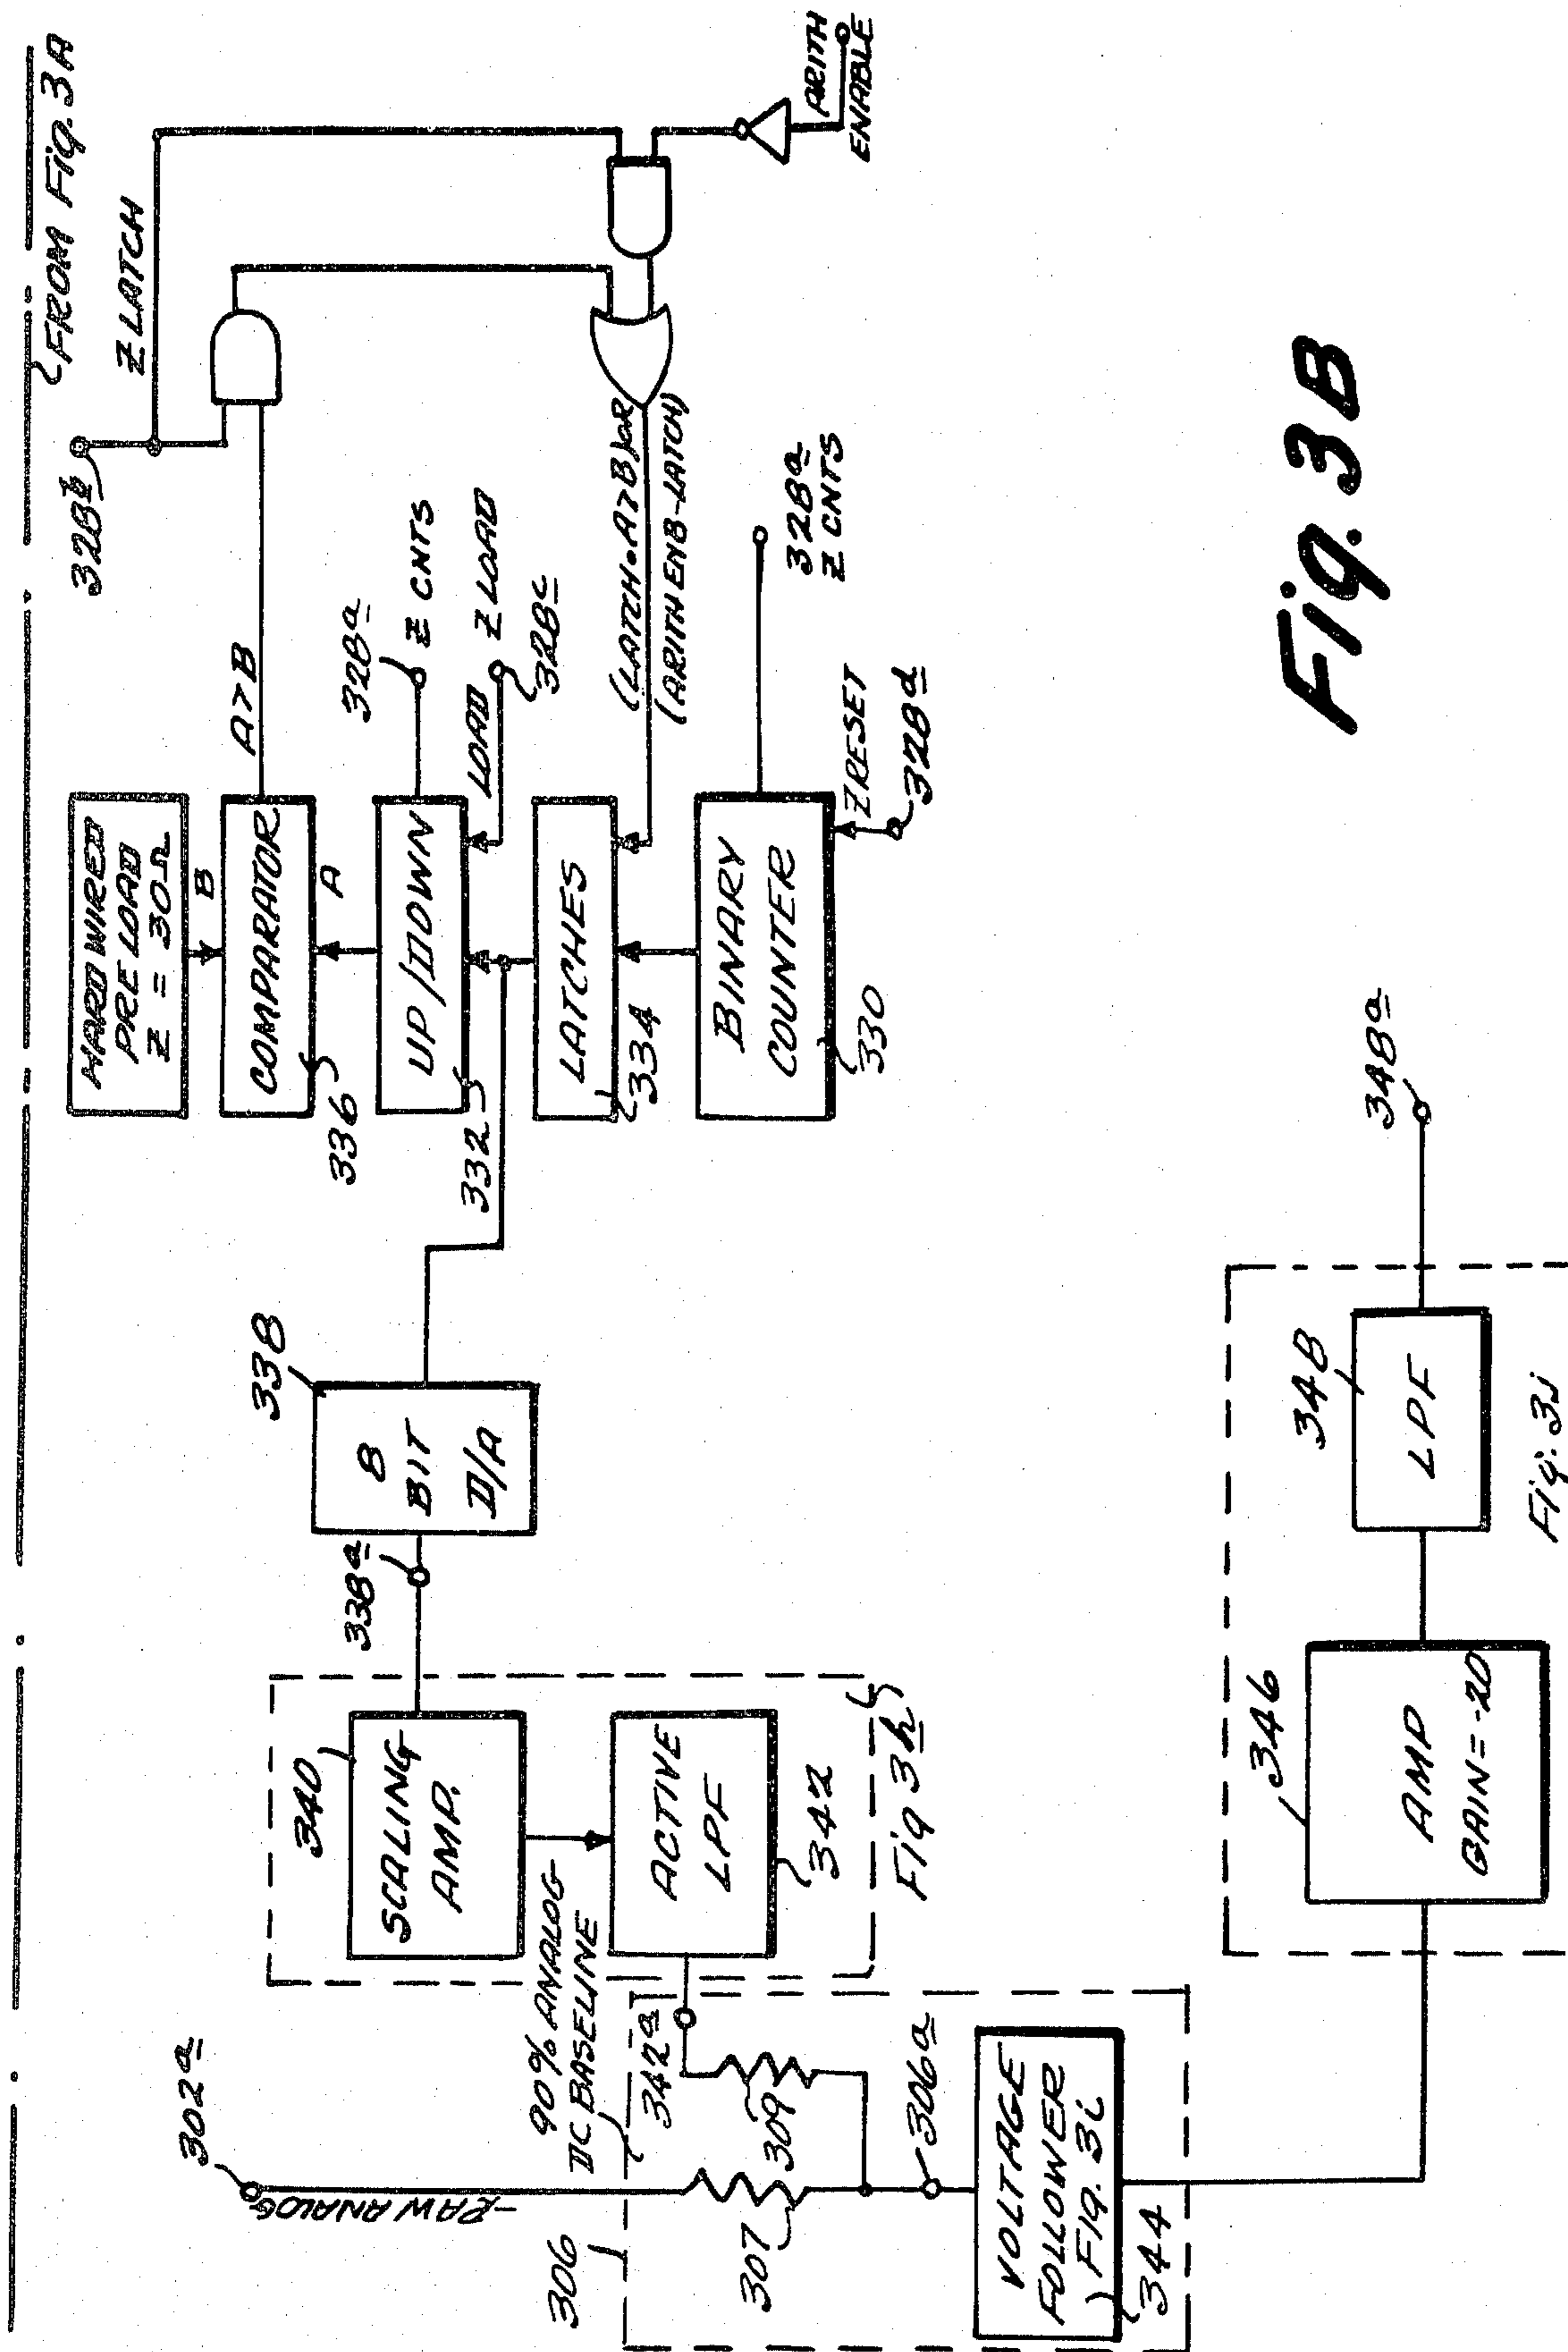 FROM Fig. 3A
302a
-RAW ANALOG
306
307
309
342a
90% ANALOG
DC BASELINE
306a
VOLTAGE
FOLLOWER
FIG. 3i
344
340
SCALING
AMP.
ACTIVE
LPF
342
Fig 3h
338a
338
8
BIT
D/A
HARDWIRED
PRE LOAD
Z = 30Ω
B
COMPARATOR
336
A
A>B
UP/DOWN
332
328a
Z CNTS
LOAD
Z LOAD
328c
LATCHES
334
BINARY
COUNTER
330
ZRESET
328d
328a
Z CNTS
328b
Z LATCH
(LATCH•A>B)OR
(ARITH ENB-LATCH)
ARITH
ENABLE
346
AMP
GAIN=-20
348
LPF
348a
Fig. 3j
Fig. 3B